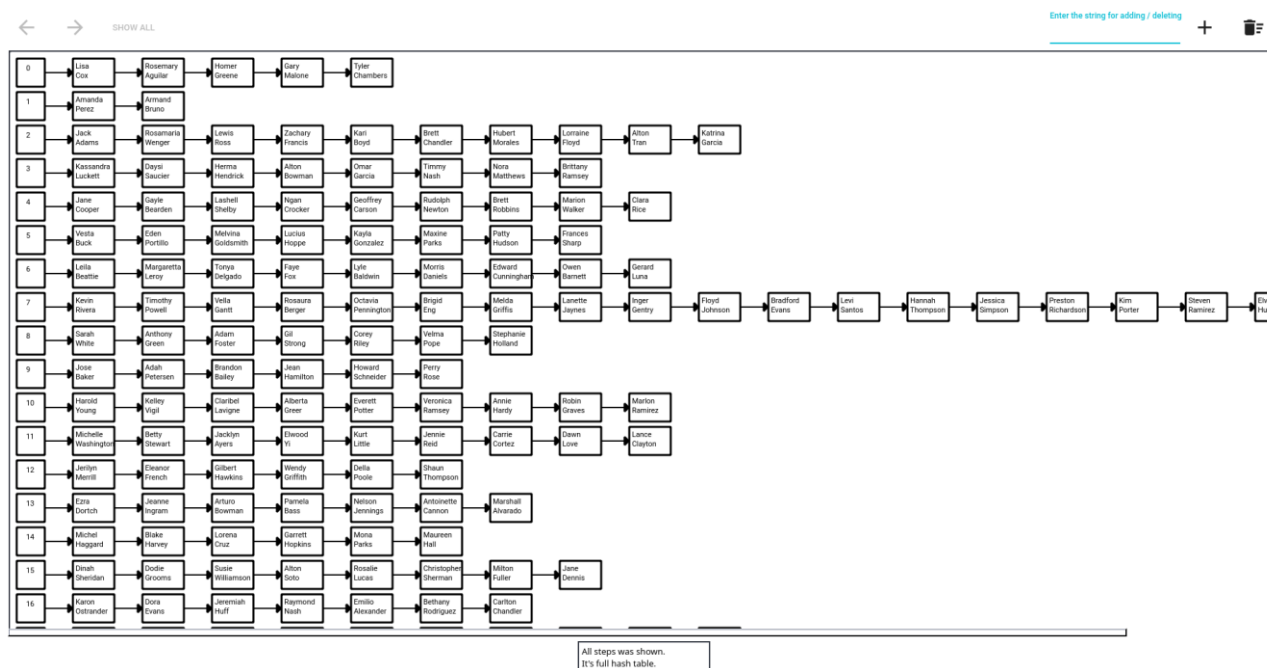 Enter the string for adding / deleting
SHOW ALL
0
Lisa
Cox
Rosemary
Aguilar
Homer
Greene
Gary
Malone
Tyler
Chambers
1
Amanda
Perez
Armand
Bruno
2
Jack
Adams
Rosamaria
Wenger
Lewis
Ross
Zachary
Francis
Kari
Boyd
Brett
Chandler
Hubert
Morales
Lorraine
Floyd
Alton
Tran
Katrina
Garcia
3
Kassandra
Luckett
Daysi
Saucier
Herma
Hendrick
Alton
Bowman
Omar
Garcia
Timmy
Nash
Nora
Matthews
Brittany
Ramsey
4
Jane
Cooper
Gayle
Bearden
Lashell
Shelby
Ngan
Crocker
Geoffrey
Carson
Rudolph
Newton
Brett
Robbins
Marion
Walker
Clara
Rice
5
Vesta
Buck
Eden
Portillo
Melvina
Goldsmith
Lucius
Hoppe
Kayla
Gonzalez
Maxine
Parks
Patty
Hudson
Frances
Sharp
6
Leila
Beattie
Margaretta
Leroy
Tonya
Delgado
Faye
Fox
Lyle
Baldwin
Morris
Daniels
Edward
Cunningham
Owen
Barnett
Gerard
Luna
7
Kevin
Rivera
Timothy
Powell
Vella
Gantt
Rosaura
Berger
Octavia
Pennington
Brigid
Eng
Melda
Griffis
Lanette
Jaynes
Inger
Gentry
Floyd
Johnson
Bradford
Evans
Levi
Santos
Hannah
Thompson
Jessica
Simpson
Preston
Richardson
Kim
Porter
Steven
Ramirez
8
Sarah
White
Anthony
Green
Adam
Foster
Gil
Strong
Corey
Riley
Velma
Pope
Stephanie
Holland
9
Jose
Baker
Adah
Petersen
Brandon
Bailey
Jean
Hamilton
Howard
Schneider
Perry
Rose
10
Harold
Young
Kelley
Vigil
Claribel
Lavigne
Alberta
Greer
Everett
Potter
Veronica
Ramsey
Annie
Hardy
Robin
Graves
Marlon
Ramirez
11
Michelle
Washington
Betty
Stewart
Jacklyn
Ayers
Elwood
Yi
Kurt
Little
Jennie
Reid
Carrie
Cortez
Dawn
Love
Lance
Clayton
12
Jerilyn
Merrill
Eleanor
French
Gilbert
Hawkins
Wendy
Griffith
Della
Poole
Shaun
Thompson
13
Ezra
Dortch
Jeanne
Ingram
Arturo
Bowman
Pamela
Bass
Nelson
Jennings
Antoinette
Cannon
Marshall
Alvarado
14
Michel
Haggard
Blake
Harvey
Lorena
Cruz
Garrett
Hopkins
Mona
Parks
Maureen
Hall
15
Dinah
Sheridan
Dodie
Grooms
Susie
Williamson
Alton
Soto
Rosalie
Lucas
Christopher
Sherman
Milton
Fuller
Jane
Dennis
16
Karon
Ostrander
Dora
Evans
Jeremiah
Huff
Raymond
Nash
Emilio
Alexander
Bethany
Rodriguez
Carlton
Chandler
All steps was shown.
It's full hash table.